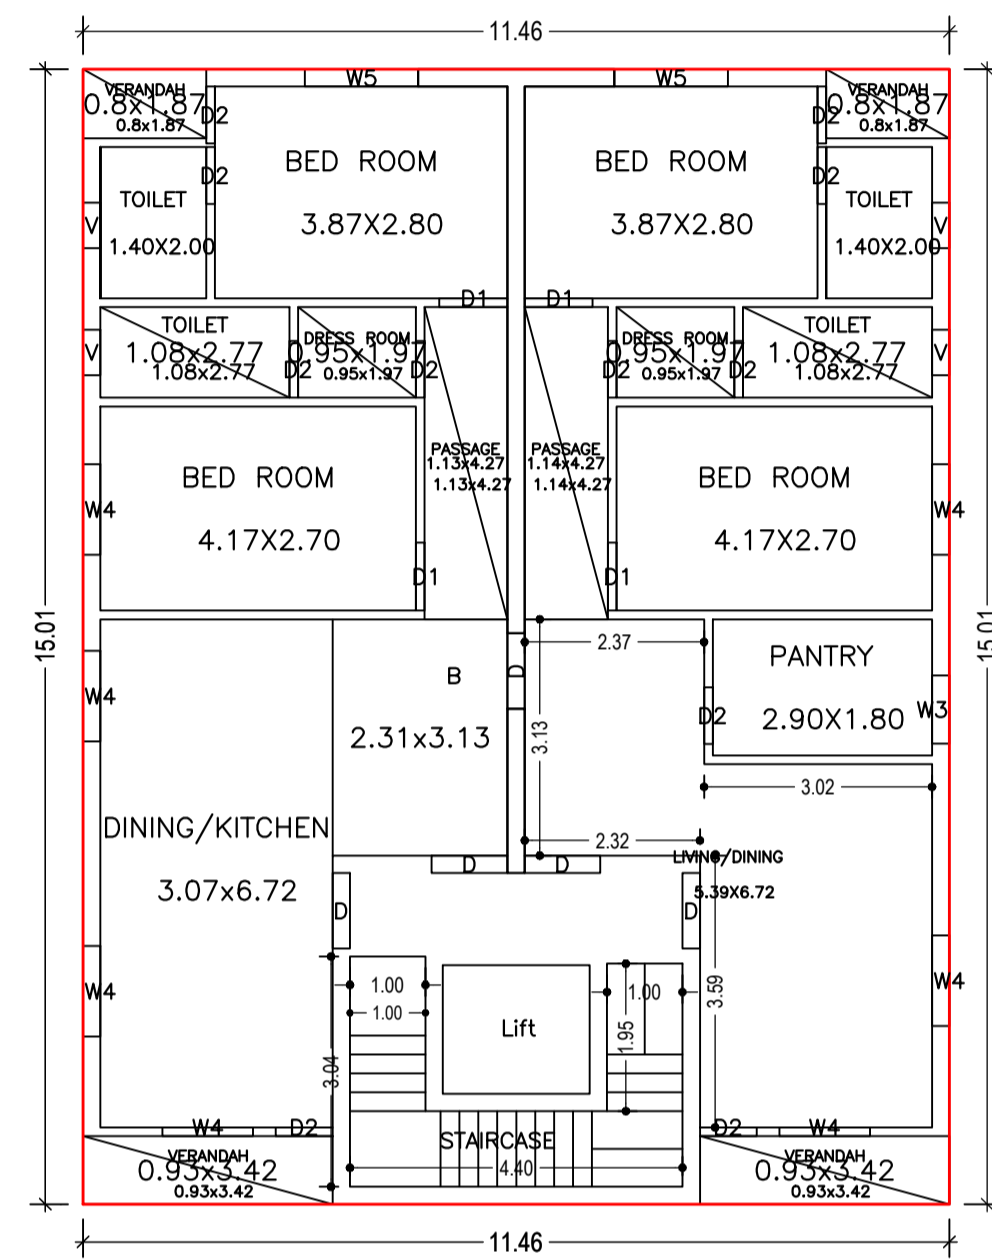 11.46
VERANDAH
0.8x1.87
0.8x1.87
W5
W5
VERANDAH
0.8x1.87
0.8x1.87
D2
D2
BED ROOM
3.87X2.80
BED ROOM
3.87X2.80
D2
D2
TOILET
1.40X2.00
V
TOILET
1.40X2.00
V
D1
D1
TOILET
1.08x2.77
1.08x2.77
V
D2
DRESS ROOM
0.95x1.97
0.95x1.97
D2
DRESS ROOM
0.95x1.97
0.95x1.97
D2
D2
TOILET
1.08x2.77
1.08x2.77
V
PASSAGE
1.13x4.27
1.13x4.27
PASSAGE
1.14x4.27
1.14x4.27
BED ROOM
4.17X2.70
W4
D1
BED ROOM
4.17X2.70
W4
D1
15.01
15.01
2.37
B
2.31x3.13
D
3.13
PANTRY
2.90X1.80
D2
W3
W4
3.02
DINING/KITCHEN
3.07x6.72
2.32
LIVING/DINING
5.39X6.72
D
D
D
D
W4
W4
1.00
1.00
1.00
Lift
1.95
3.59
3.04
STAIRCASE
4.40
W4
D2
D2
W4
VERANDAH
0.93x3.42
0.93x3.42
VERANDAH
0.93x3.42
0.93x3.42
11.46